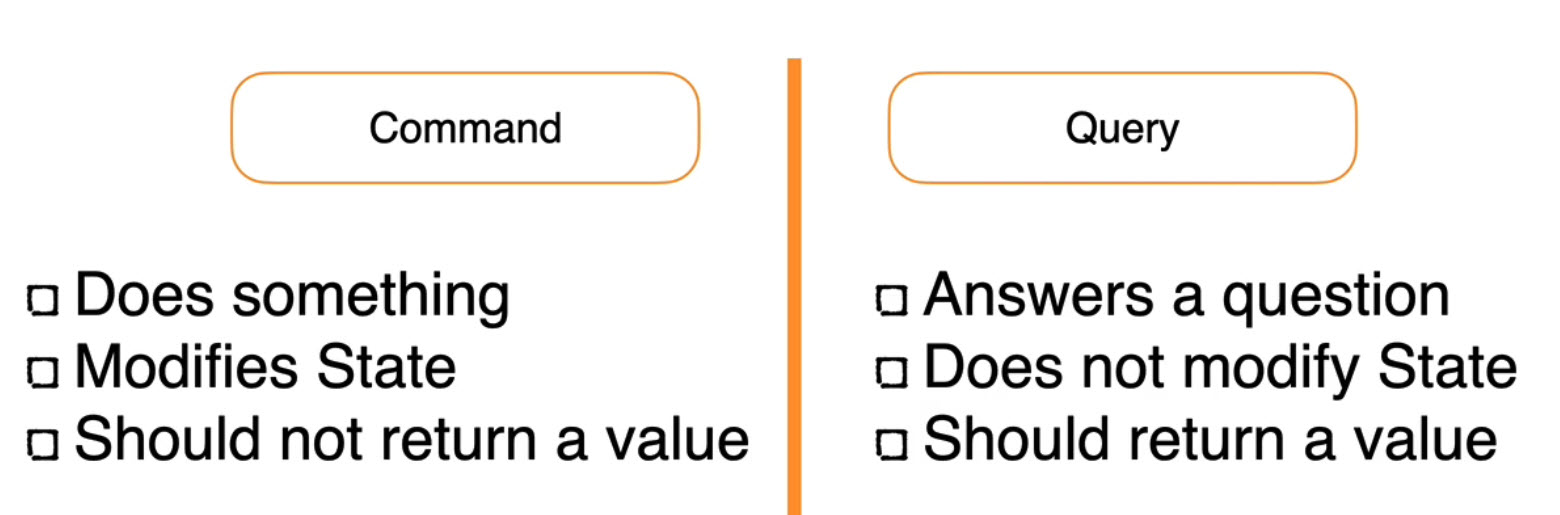 Command
Does something
Modifies State
Should not return a value
Query
Answers a question
Does not modify State
Should return a value